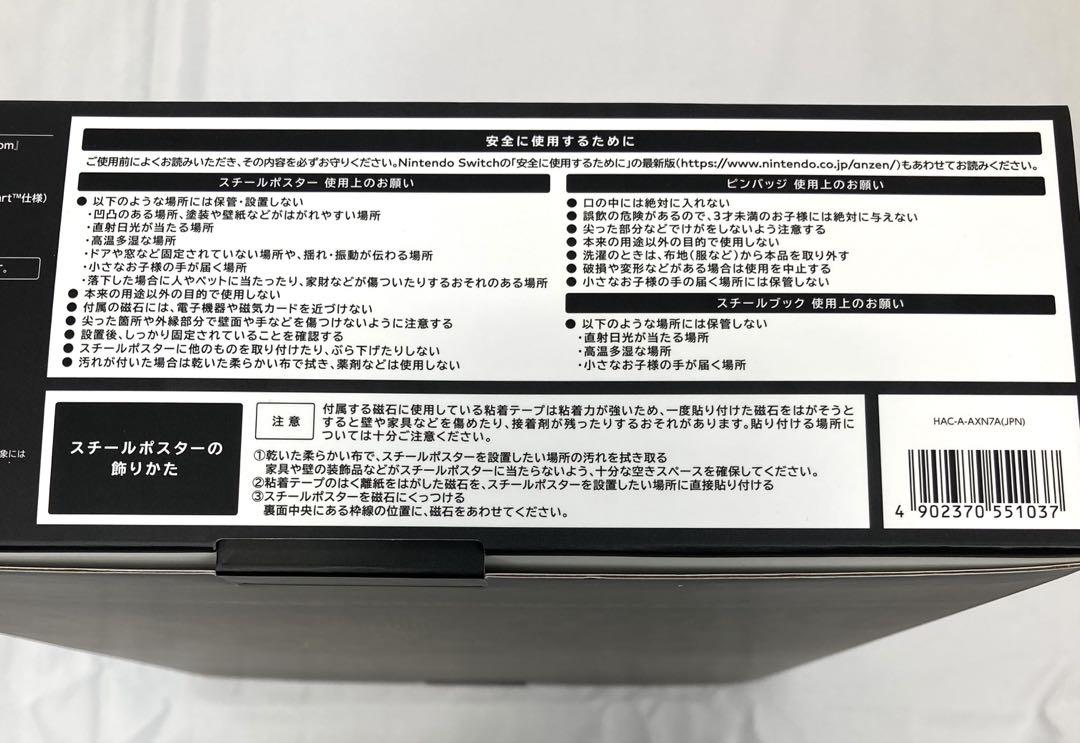 om』
art™仕様)
す。
象には
安全に使用するために
ご使用前によくお読みいただき、その内容を必ずお守りください。Nintendo Switchの「安全に使用するために」の最新版(https://www.nintendo.co.jp/anzen/)もあわせてお読みください。
スチールポスター 使用上のお願い
● 以下のような場所には保管・設置しない
・凹凸のある場所、塗装や壁紙などがはがれやすい場所
・直射日光が当たる場所
・高温多湿な場所
・ドアや窓など固定されていない場所や、揺れ・振動が伝わる場所
・小さなお子様の手が届く場所
・落下した場合に人やペットに当たったり、家財などが傷ついたりするおそれのある場所
● 本来の用途以外の目的で使用しない
● 付属の磁石には、電子機器や磁気カードを近づけない
● 尖った箇所や外縁部分で壁面や手などを傷つけないように注意する
● 設置後、しっかり固定されていることを確認する
● スチールポスターに他のものを取り付けたり、ぶら下げたりしない
● 汚れが付いた場合は乾いた柔らかい布で拭き、薬剤などは使用しない
ピンバッジ 使用上のお願い
● 口の中には絶対に入れない
● 誤飲の危険があるので、3才未満のお子様には絶対に与えない
● 尖った部分などでけがをしないよう注意する
● 本来の用途以外の目的で使用しない
● 洗濯のときは、布地(服など)から本品を取り外す
● 破損や変形などがある場合は使用を中止する
● 小さなお子様の手の届く場所には保管しない
スチールブック 使用上のお願い
● 以下のような場所には保管しない
・直射日光が当たる場所
・高温多湿な場所
・小さなお子様の手が届く場所
スチールポスターの
飾りかた
注意
付属する磁石に使用している粘着テープは粘着力が強いため、一度貼り付けた磁石をはがそうと
すると壁や家具などを傷めたり、接着剤が残ったりするおそれがあります。貼り付ける場所に
ついては十分ご注意ください。
①乾いた柔らかい布で、スチールポスターを設置したい場所の汚れを拭き取る
家具や壁の装飾品などがスチールポスターに当たらないよう、十分な空きスペースを確保してください。
②粘着テープのはく離紙をはがした磁石を、スチールポスターを設置したい場所に直接貼り付ける
③スチールポスターを磁石にくっつける
裏面中央にある枠線の位置に、磁石をあわせてください。
HAC-A-AXN7A(JPN)
4 902370 551037